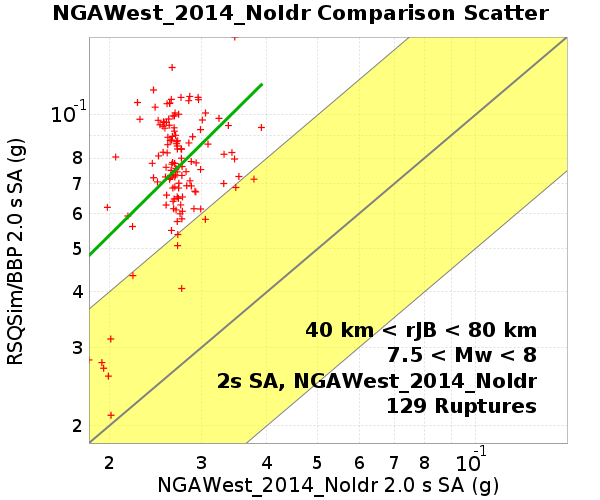 NGAWest_2014_NoIdr Comparison Scatter
RSQSim/BBP 2.0 s SA (g)
10⁻¹
8
7
6
5
4
3
2
40 km < rJB < 80 km
7.5 < Mw < 8
2s SA, NGAWest_2014_NoIdr
129 Ruptures
2 3 4 5 6 7 8 10⁻¹
NGAWest_2014_NoIdr 2.0 s SA (g)